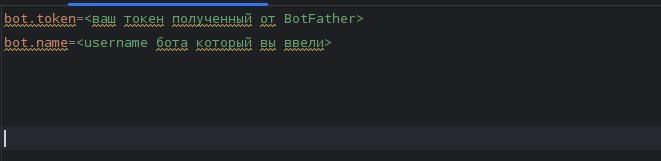 bot.token=<ваш токен полученный от BotFather>
bot.name=<username бота который вы ввели>